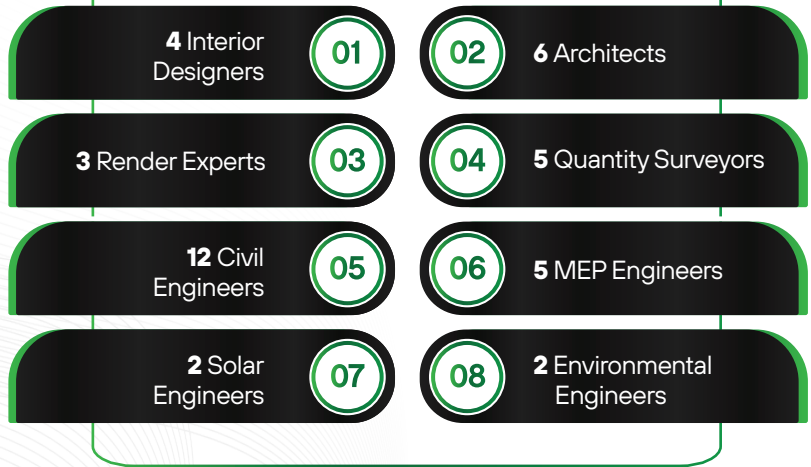 4 Interior
Designers
01
02
6 Architects
3 Render Experts
03
04
5 Quantity Surveyors
12 Civil
Engineers
05
06
5 MEP Engineers
2 Solar
Engineers
07
08
2 Environmental
Engineers